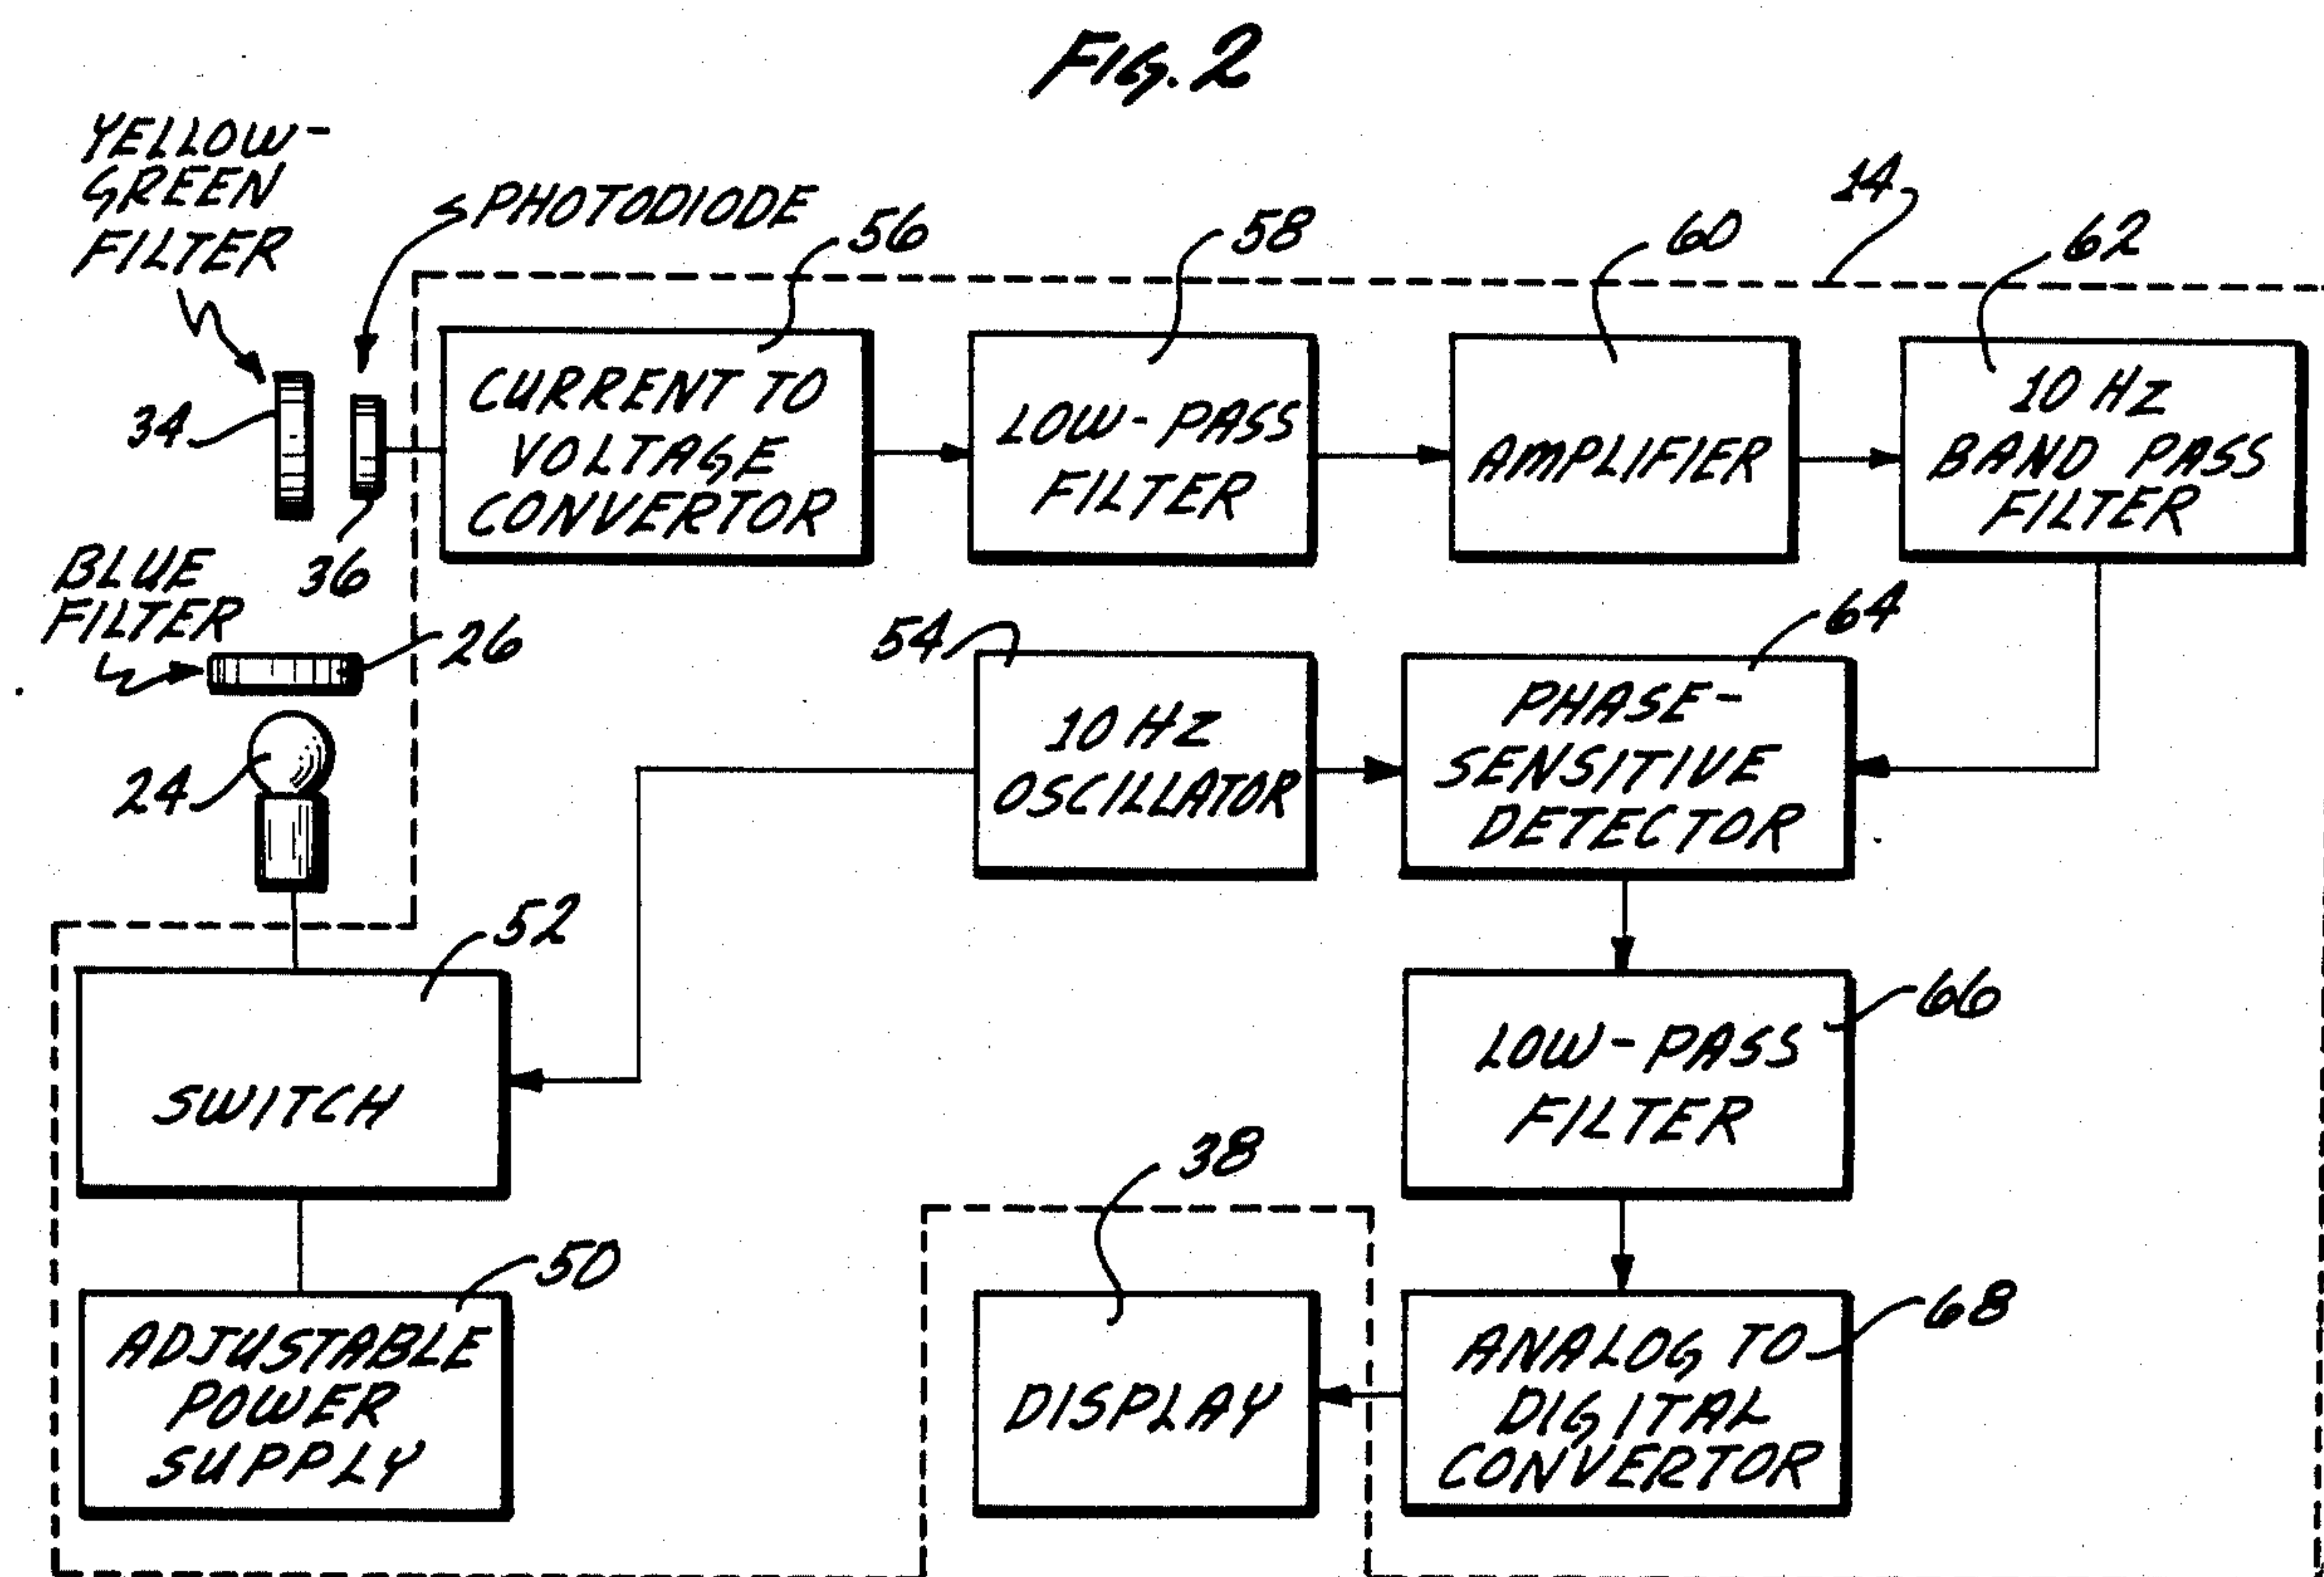 FIG. 2
YELLOW-
GREEN
FILTER
PHOTODIODE
56
58
60
14
62
34
36
CURRENT TO
VOLTAGE
CONVERTOR
LOW-PASS
FILTER
AMPLIFIER
10 HZ
BAND PASS
FILTER
BLUE
FILTER
26
24
54
10 HZ
OSCILLATOR
64
PHASE-
SENSITIVE
DETECTOR
52
SWITCH
66
LOW-PASS
FILTER
50
ADJUSTABLE
POWER
SUPPLY
38
DISPLAY
68
ANALOG TO
DIGITAL
CONVERTOR